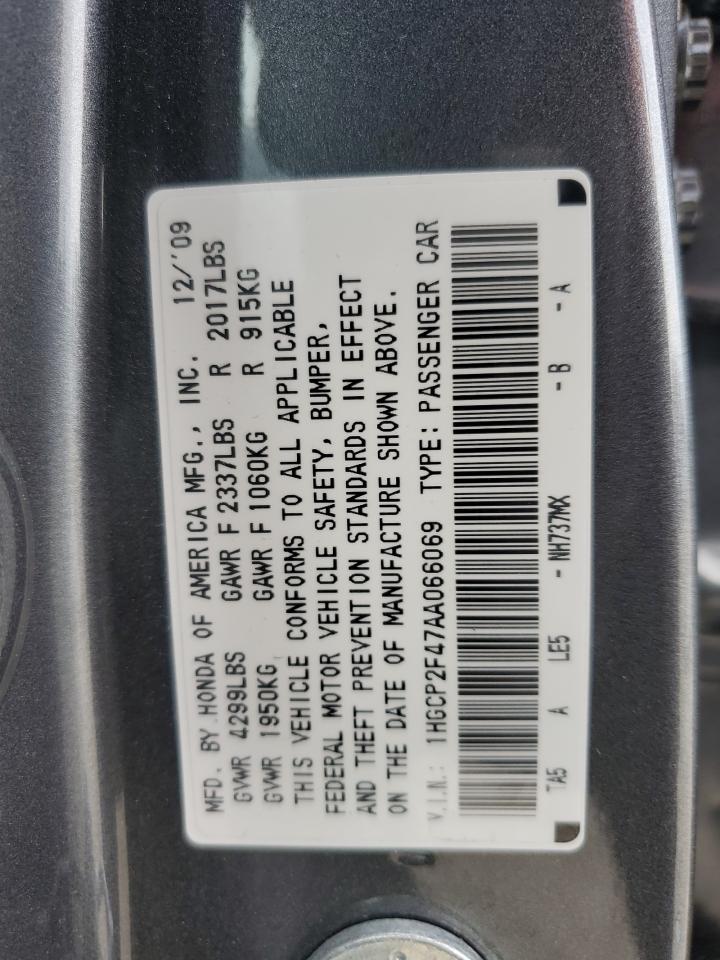 MFD. BY HONDA OF AMERICA MFG., INC. 12/'09
GVWR 4299LBS GAWR F 2337LBS R 2017LBS
GVWR 1950KG GAWR F 1060KG R 915KG
THIS VEHICLE CONFORMS TO ALL APPLICABLE
FEDERAL MOTOR VEHICLE SAFETY, BUMPER,
AND THEFT PREVENTION STANDARDS IN EFFECT
ON THE DATE OF MANUFACTURE SHOWN ABOVE.
V.I.N.: 1HGCP2F47AA066069 TYPE: PASSENGER CAR
TA5 A LE5 - NH737MX - B - A